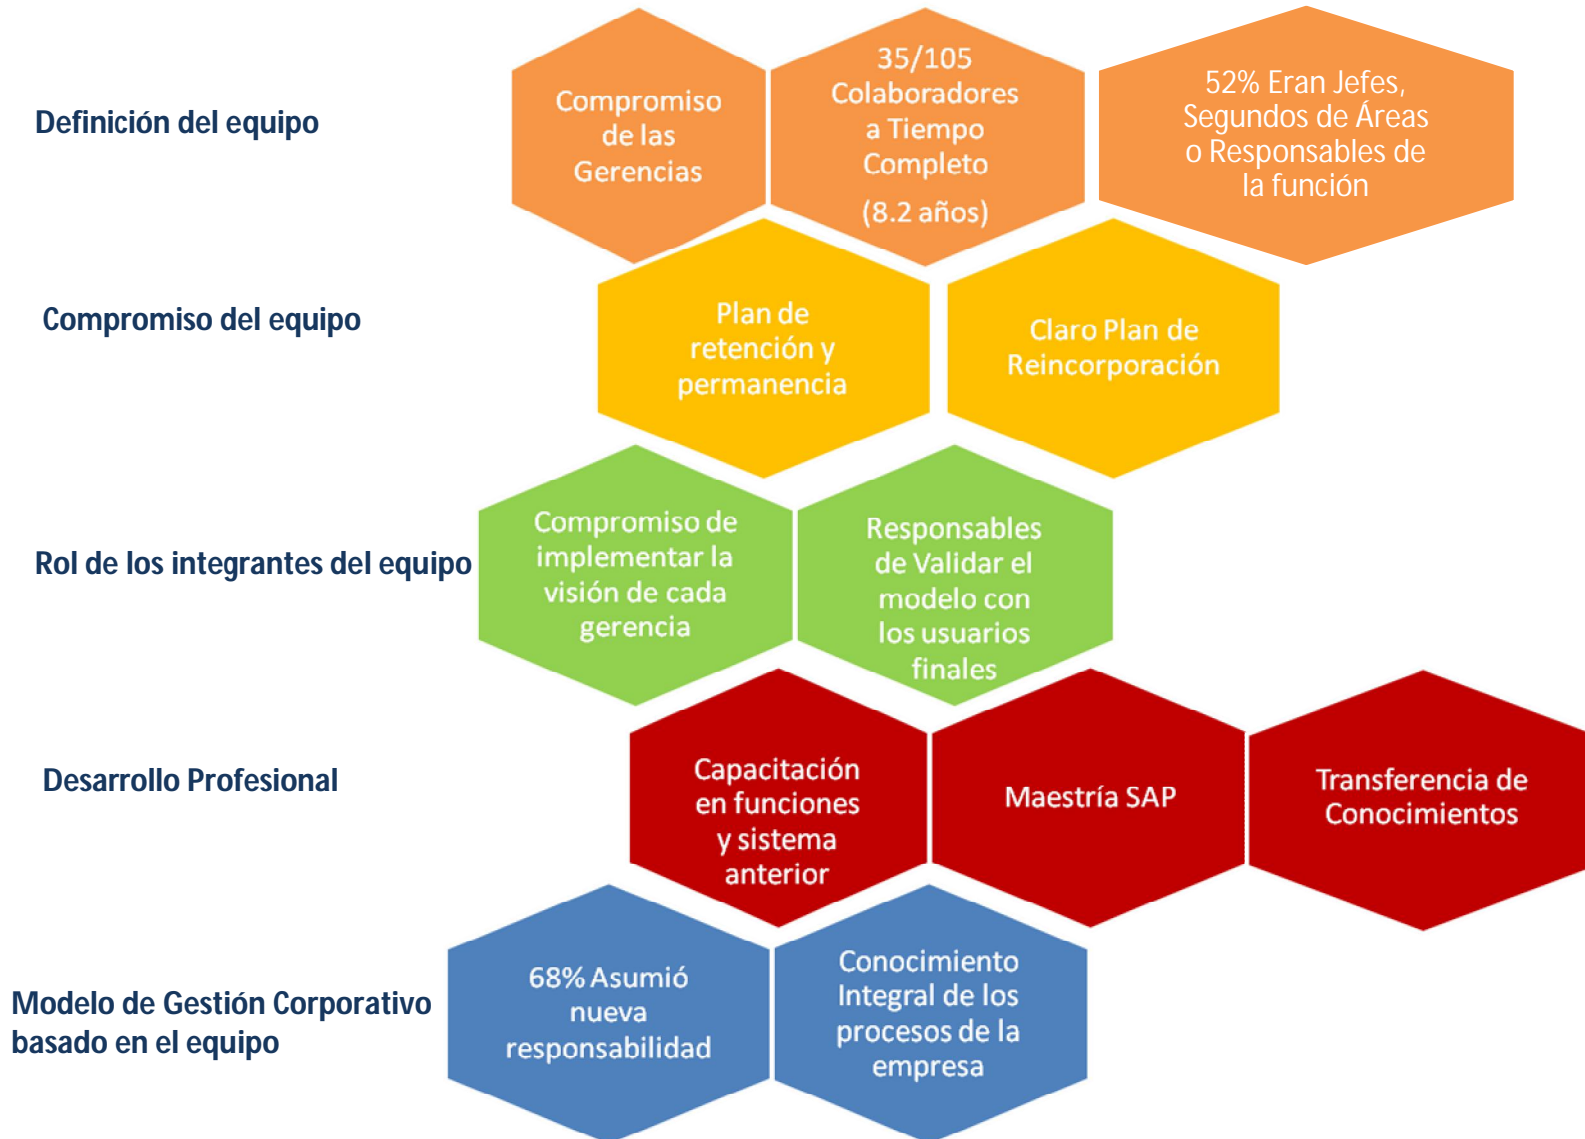 Definición del equipo
Compromiso
de las
Gerencias
35/105
Colaboradores
a Tiempo
Completo
(8.2 años)
52% Eran Jefes,
Segundos de Áreas
o Responsables de
la función
Compromiso del equipo
Plan de
retención y
permanencia
Claro Plan de
Reincorporación
Rol de los integrantes del equipo
Compromiso de
implementar la
visión de cada
gerencia
Responsables
de Validar el
modelo con
los usuarios
finales
Desarrollo Profesional
Capacitación
en funciones
y sistema
anterior
Maestría SAP
Transferencia de
Conocimientos
Modelo de Gestión Corporativo
basado en el equipo
68% Asumió
nueva
responsabilidad
Conocimiento
Integral de los
procesos de la
empresa